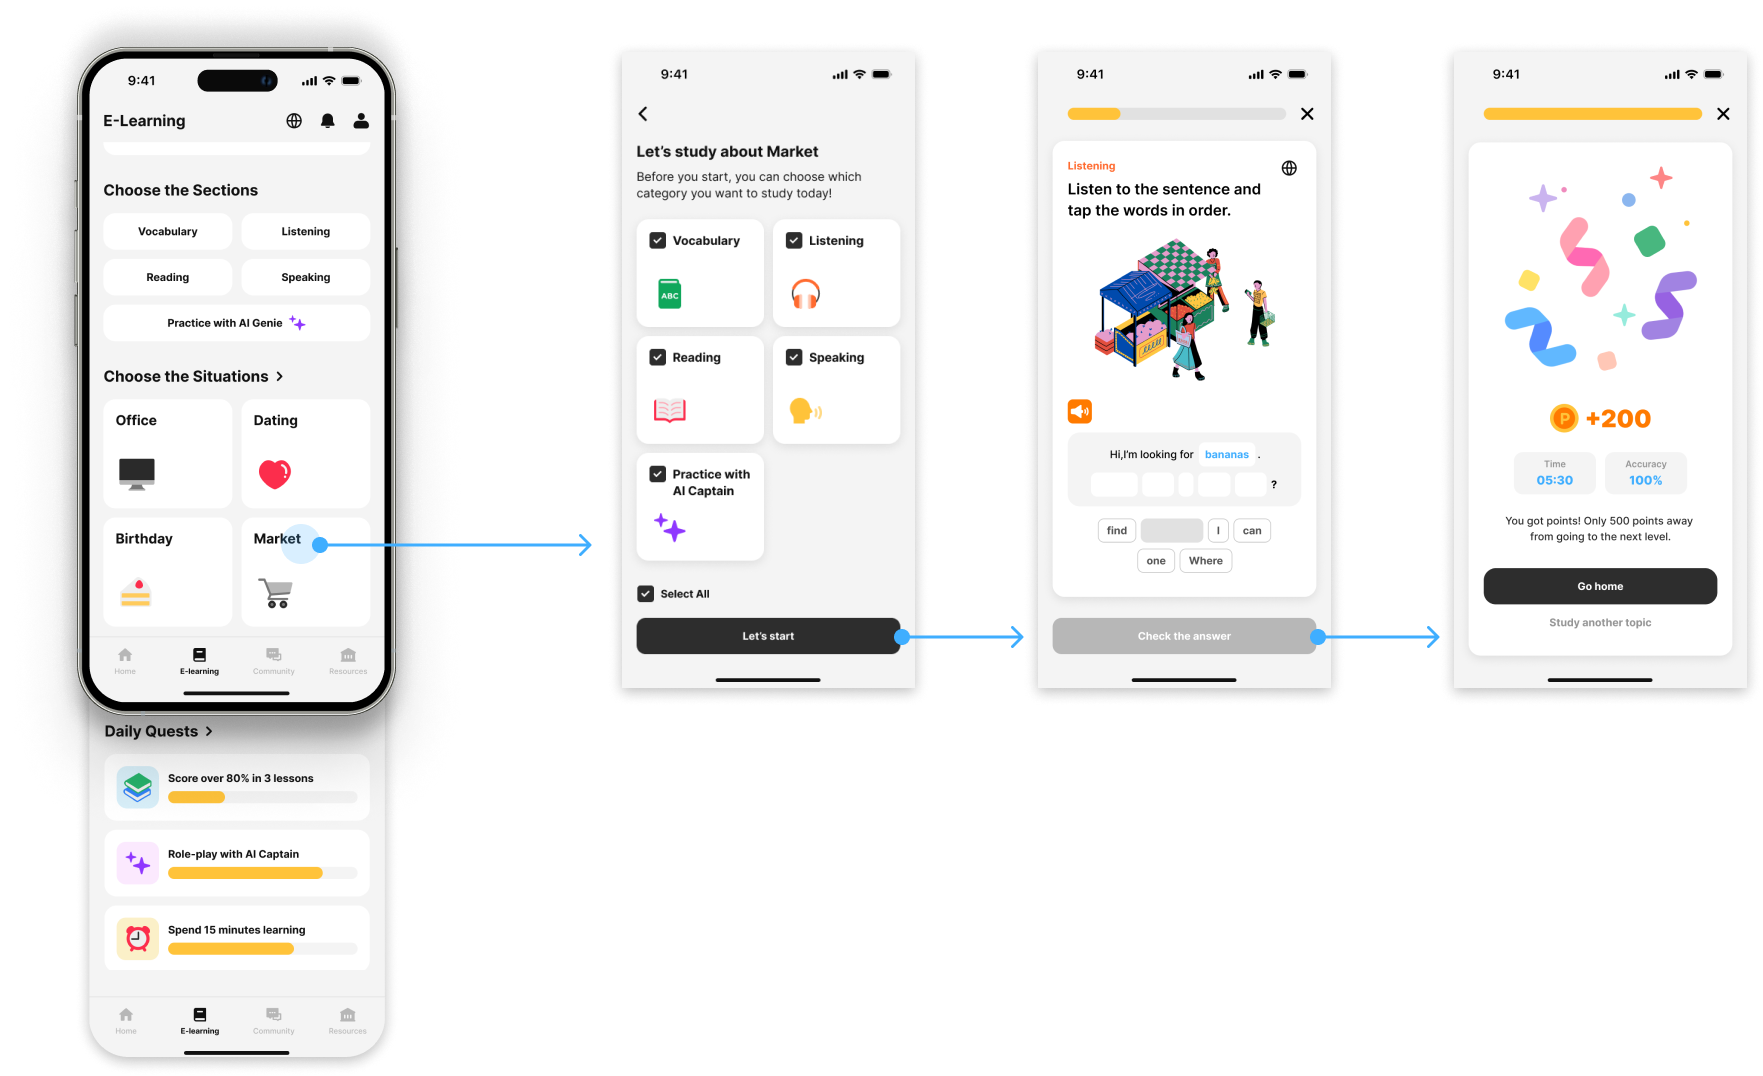 9:41
E-Learning
Choose the Sections
Vocabulary
Listening
Reading
Speaking
Practice with AI Genie
Choose the Situations >
Office
Dating
Birthday
Market
Home
E-learning
Community
Resources
Daily Quests >
Score over 80% in 3 lessons
Role-play with AI Captain
Spend 15 minutes learning
Home
E-learning
Community
Resources
9:41
Let's study about Market
Before you start, you can choose which
category you want to study today!
Vocabulary
Listening
ABC
Reading
Speaking
Practice with
AI Captain
Select All
Let's start
9:41
Listening
Listen to the sentence and
tap the words in order.
Hi,I'm looking for bananas .
?
find
I
can
one
Where
Check the answer
9:41
P
+200
Time
05:30
Accuracy
100%
You got points! Only 500 points away
from going to the next level.
Go home
Study another topic